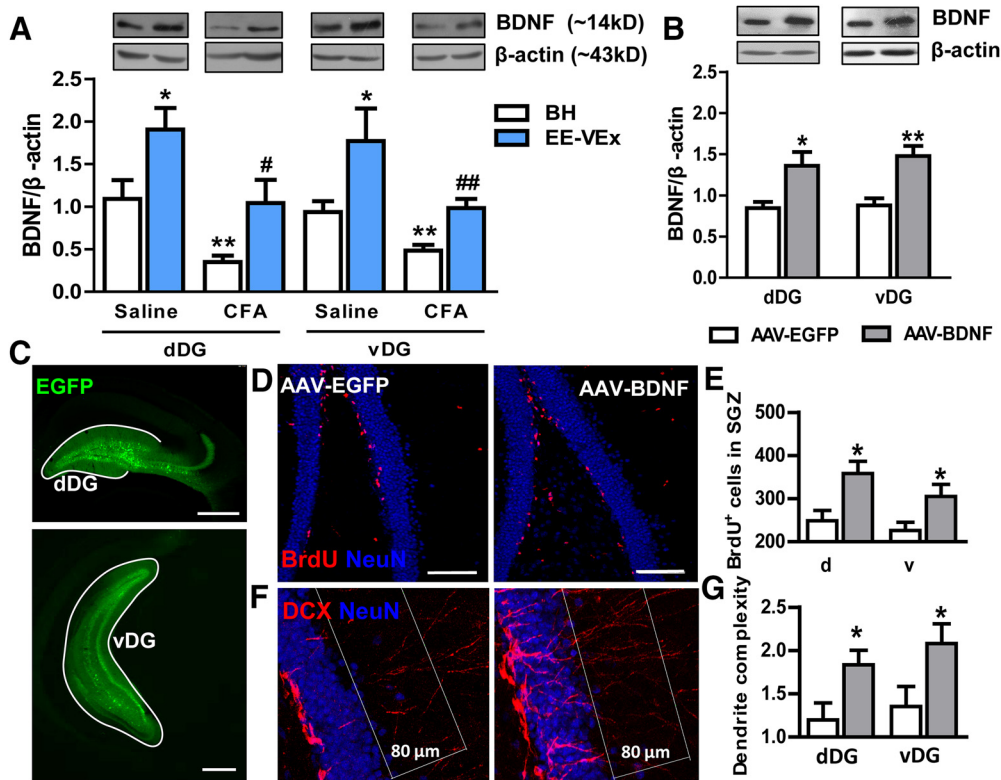 A
BDNF (~14kD)
β-actin (~43kD)
BDNF/β -actin
2.5
2.0
1.5
1.0
0.5
0.0
*
**
#
*
**
##
BH
EE-VEx
Saline CFA Saline CFA
dDG vDG
B
BDNF
β-actin
BDNF/β -actin
2.5
2.0
1.5
1.0
0.5
0.0
*
**
dDG vDG
AAV-EGFP AAV-BDNF
C
EGFP
dDG
vDG
D
AAV-EGFP
AAV-BDNF
BrdU NeuN
E
BrdU⁺ cells in SGZ
500
400
300
200
*
*
d v
F
DCX NeuN
80 μm
80 μm
G
Dendrite complexity
2.5
2.0
1.5
1.0
*
*
dDG vDG